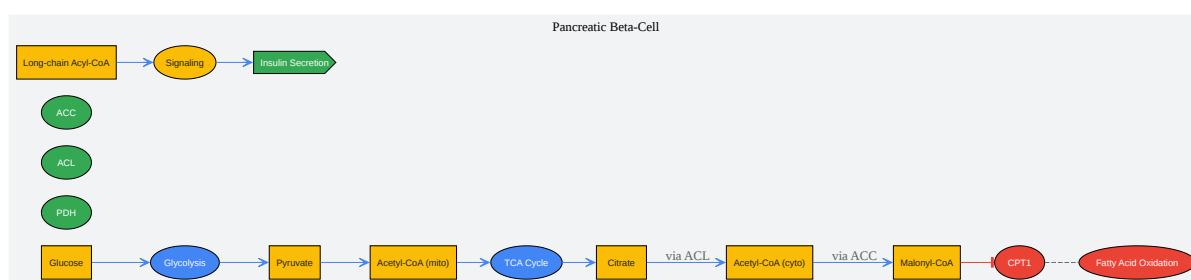 Pancreatic Beta-Cell
Long-chain Acyl-CoA
Signaling
Insulin Secretion
ACC
ACL
PDH
Glucose
Glycolysis
Pyruvate
Acetyl-CoA (mito)
TCA Cycle
Citrate
via ACL
Acetyl-CoA (cyto)
via ACC
Malonyl-CoA
CPT1
Fatty Acid Oxidation